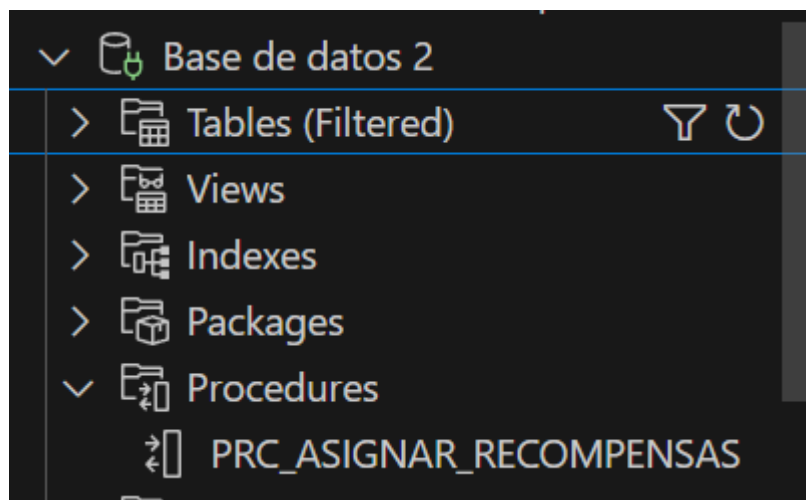 Base de datos 2
Tables (Filtered)
Views
Indexes
Packages
Procedures
PRC_ASIGNAR_RECOMPENSAS